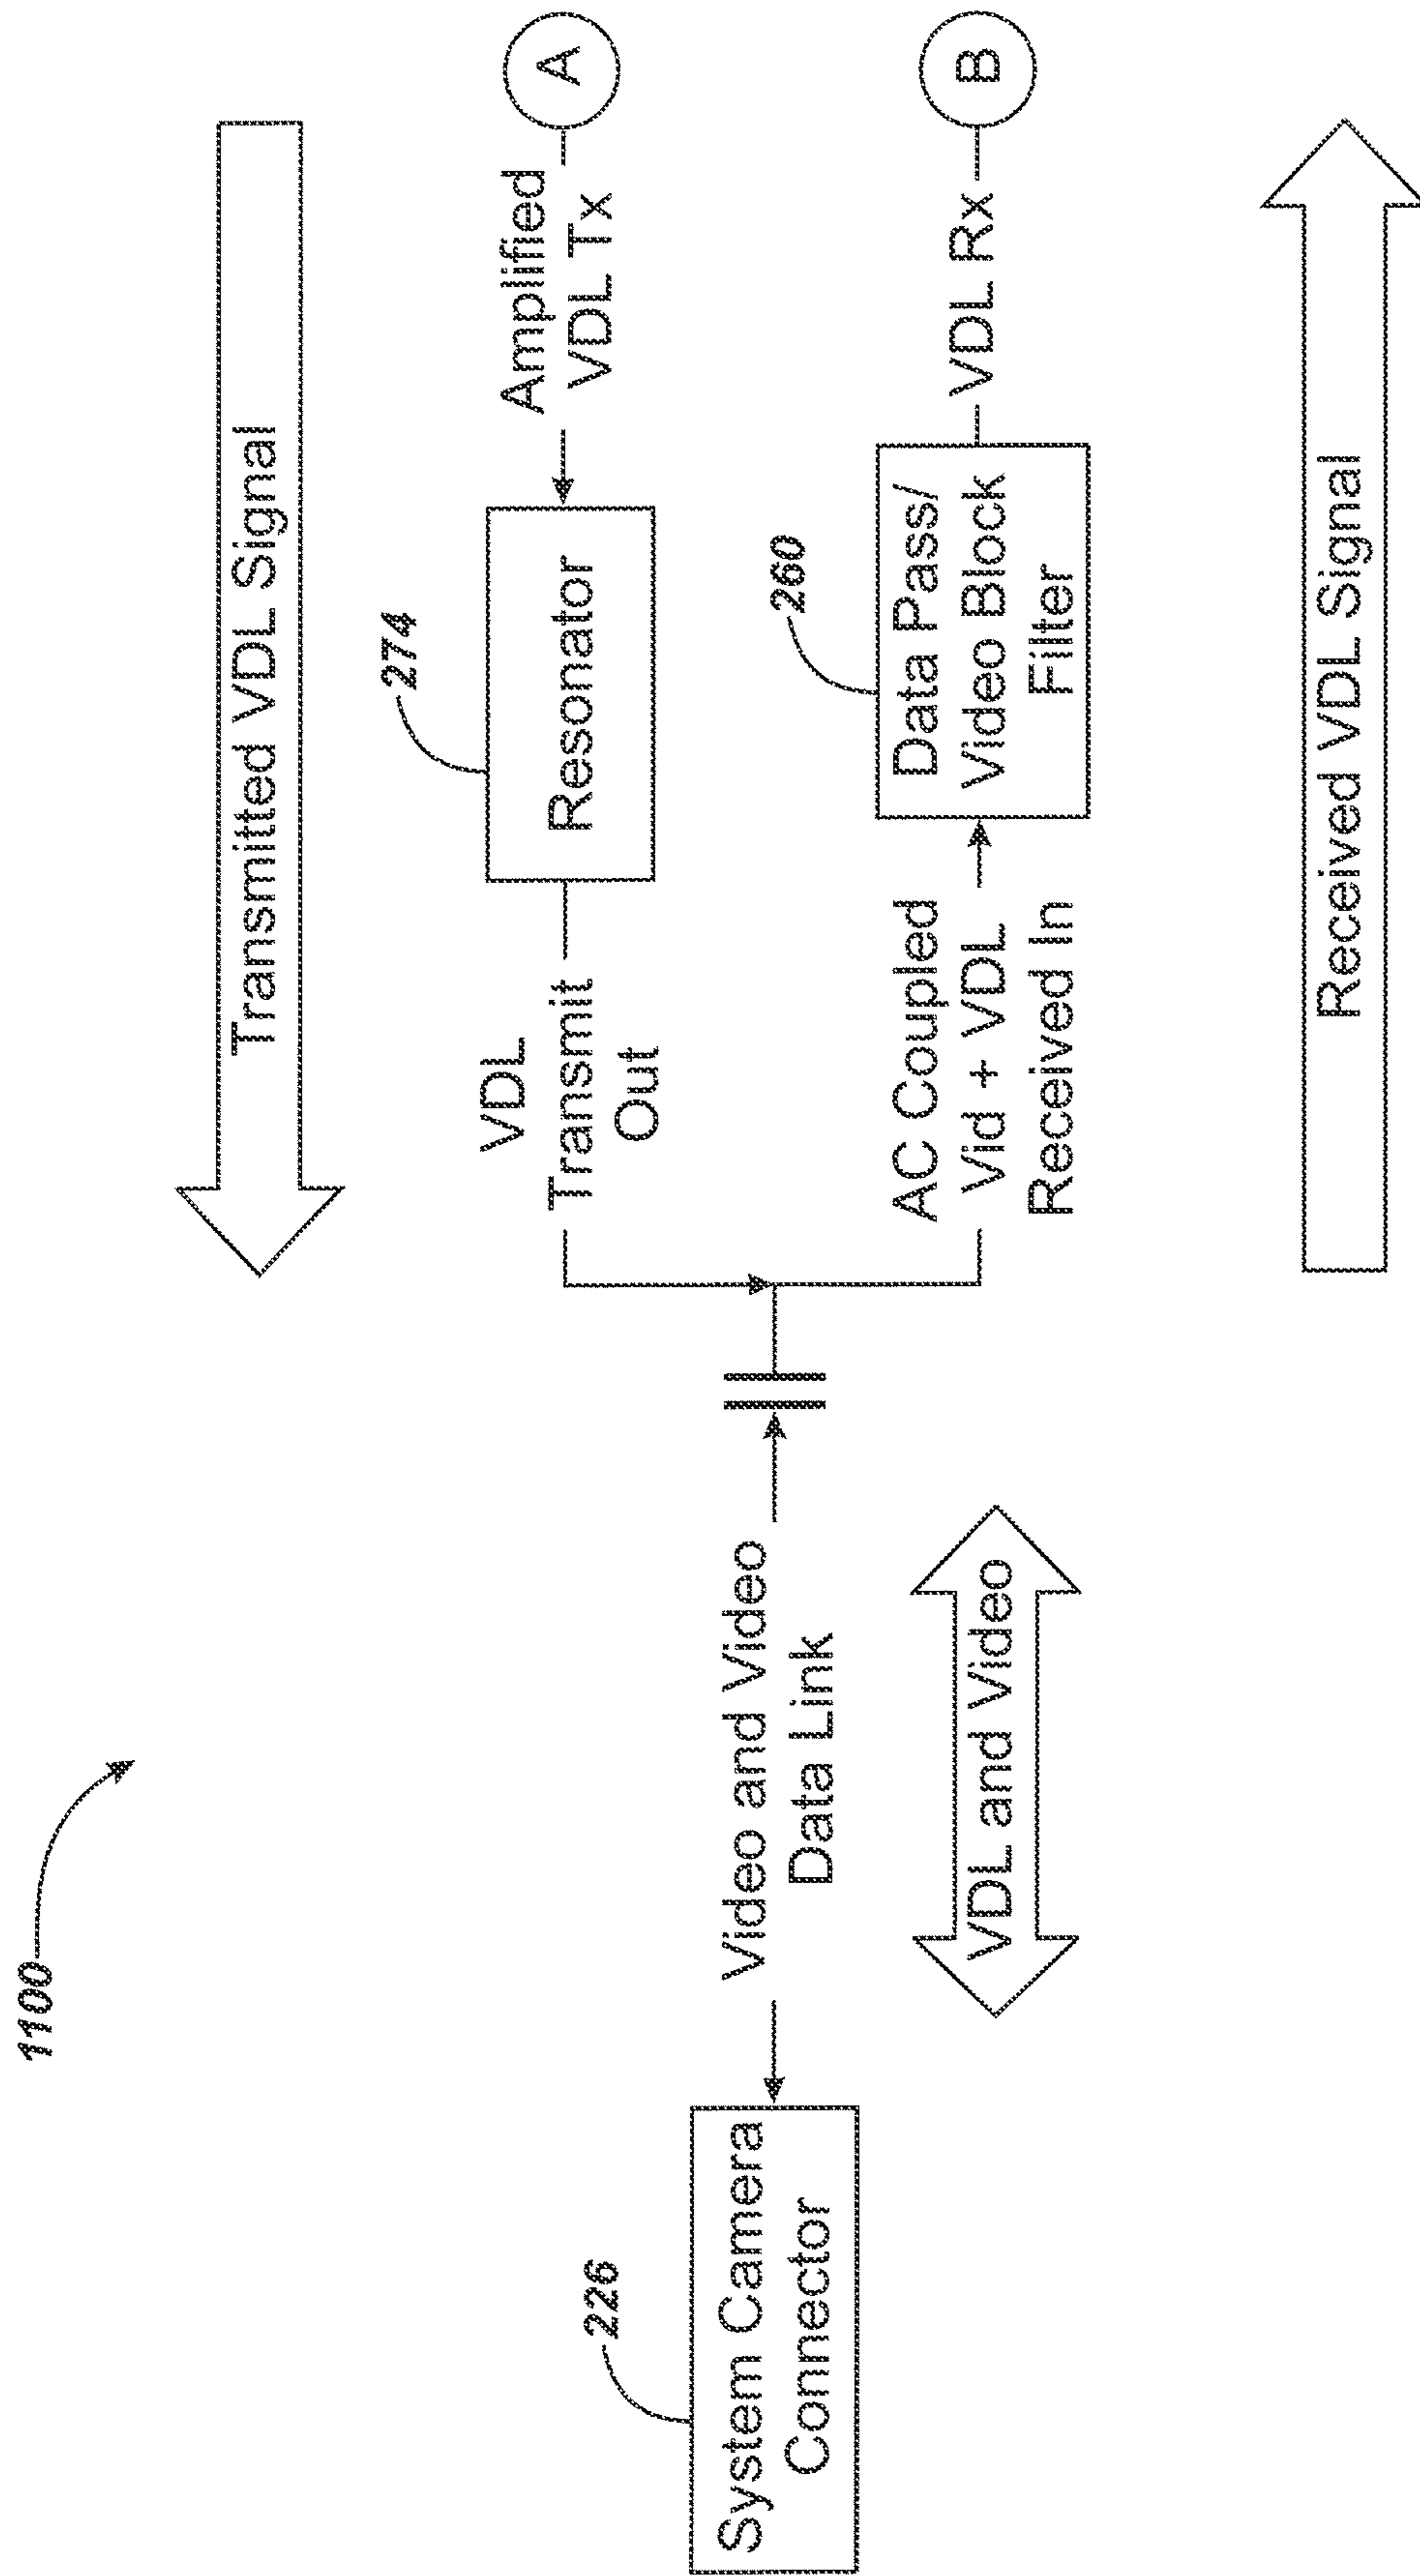 1100
Transmitted VDL Signal
226
System Camera
Connector
Video and Video
Data Link
VDL and Video
VDL
Transmit
Out
274
Resonator
Amplified
VDL Tx
A
AC Coupled
Vid + VDL
Received In
260
Data Pass/
Video Block
Filter
VDL Rx
B
Received VDL Signal